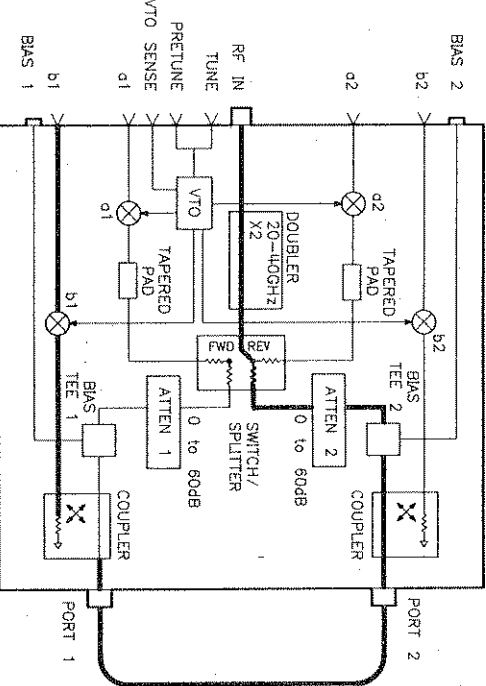 BIAS 2
b2
a2
RF IN
TUNE
PRETUNE
VTO SENSE
a1
b1
BIAS 1
b2
a2
TAPERED
PAD
BIAS
TEE 2
DOUBLER
20-40GHz
X2
VTO
a1
TAPERED
PAD
b1
BIAS
TEE 1
FWD
REV
SWITCH/
SPLITTER
ATTEN 2
0 to 60dB
ATTEN 1
0 to 60dB
COUPLER
COUPLER
PORT 2
PORT 1